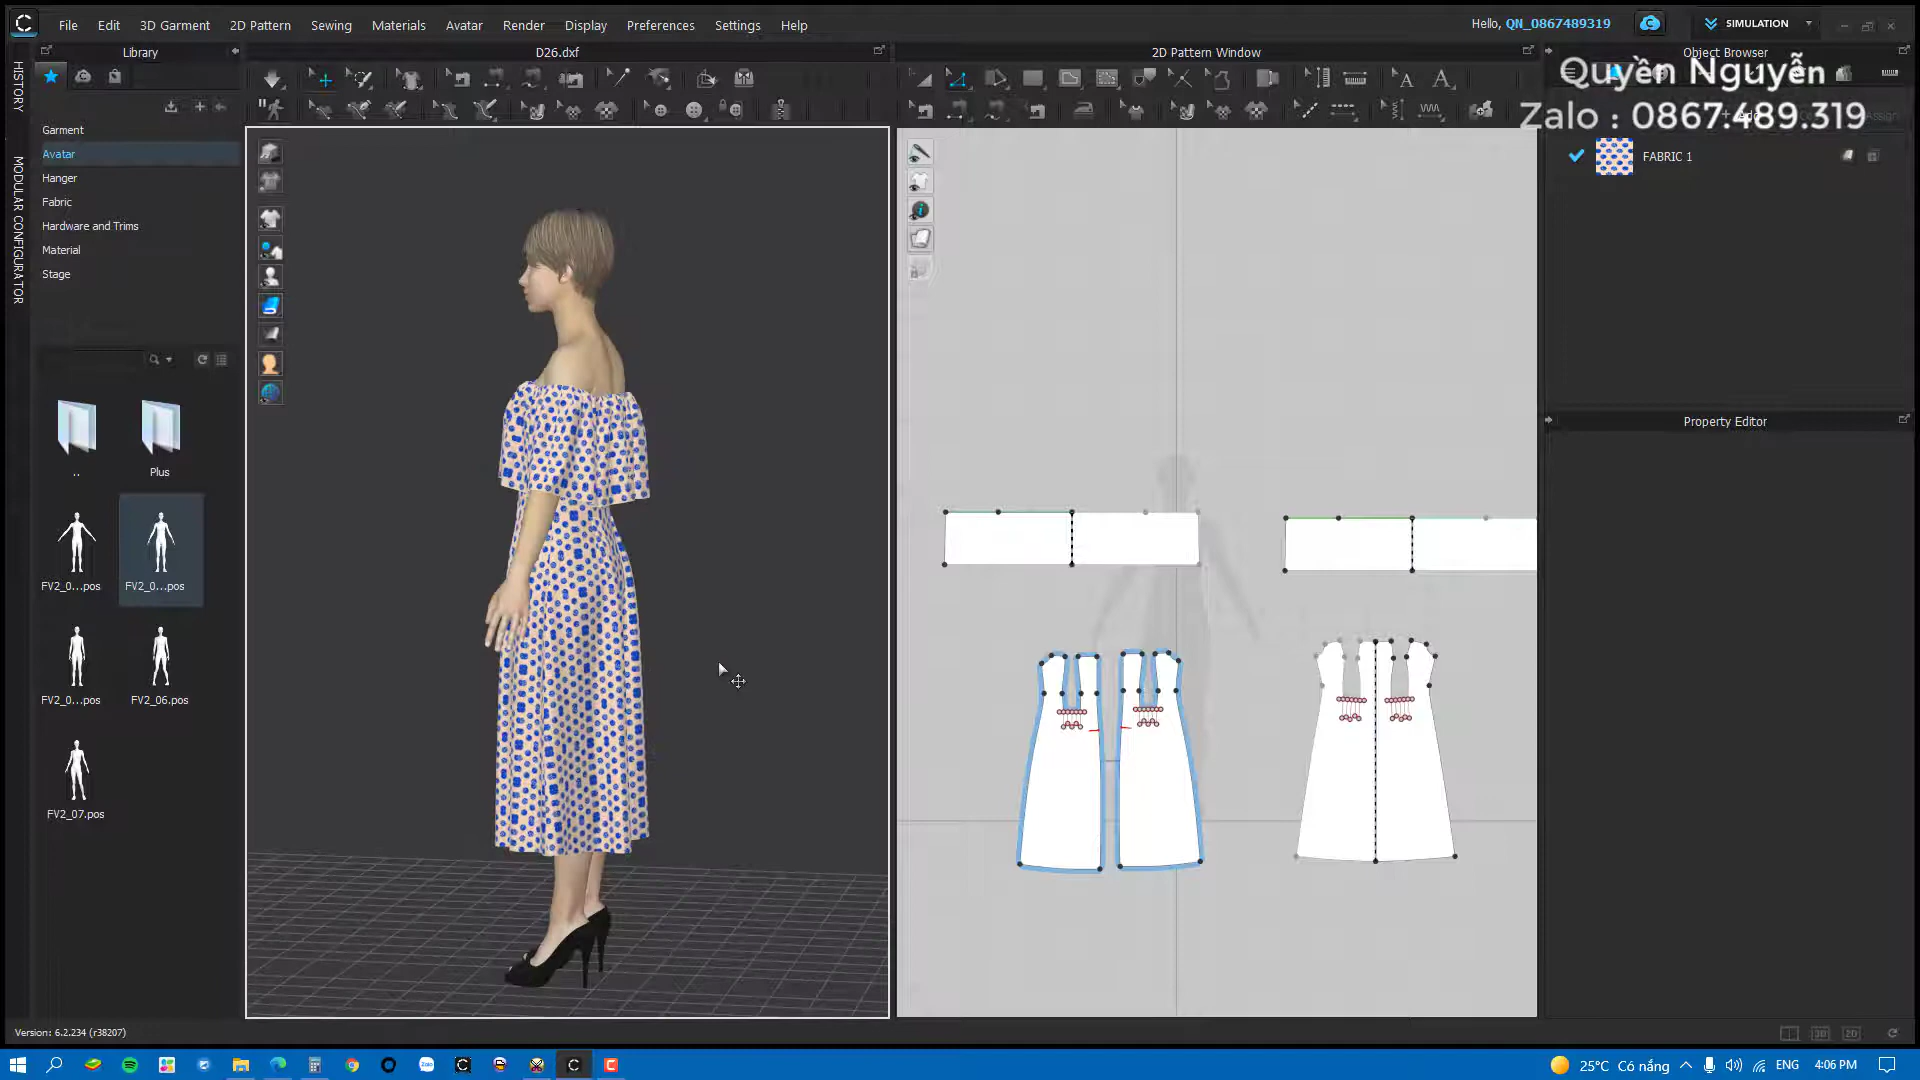 File Edit 3D Garment 2D Pattern Sewing Materials Avatar Render Display Preferences Settings Help
Hello, QN_0867489319
SIMULATION
Library
D26.dxf
2D Pattern Window
Object Browser
Quyền Nguyễn
Zalo : 0867.489.319
HISTORY
MODULAR CONFIGURATOR
Garment
Avatar
Hanger
Fabric
Hardware and Trims
Material
Stage
FABRIC 1
Property Editor
..
Plus
FV2_0...pos
FV2_0...pos
FV2_0...pos
FV2_06.pos
FV2_07.pos
Version: 6.2.234 (r38207)
25°C Có nắng
ENG
4:06 PM